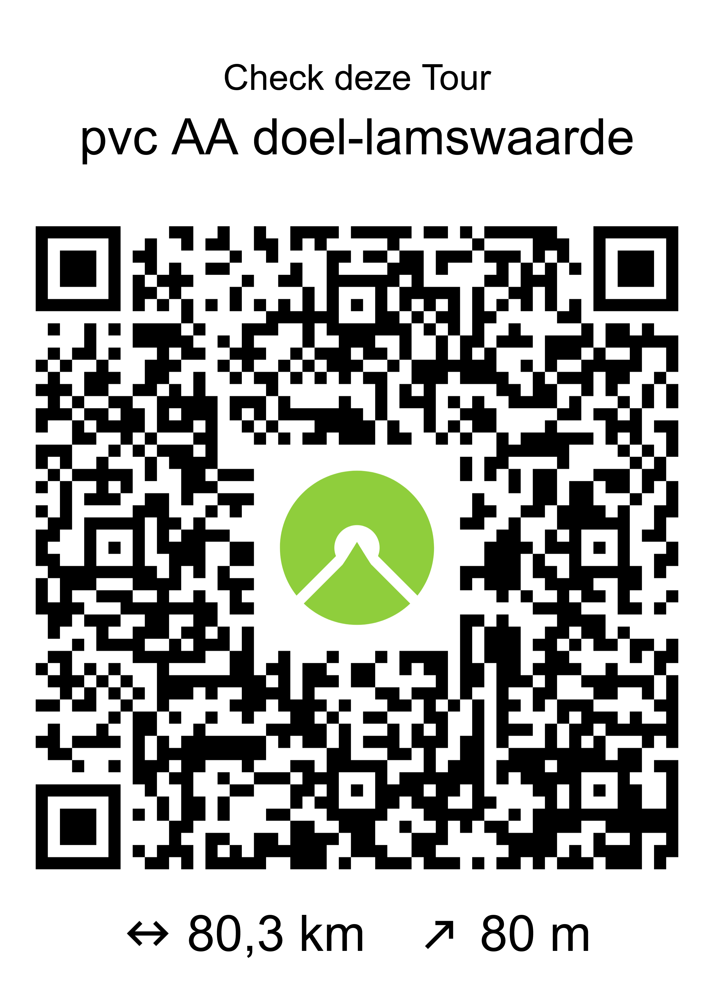 Check deze Tour
pvc AA doel-lamswaarde
↔ 80,3 km ↗ 80 m